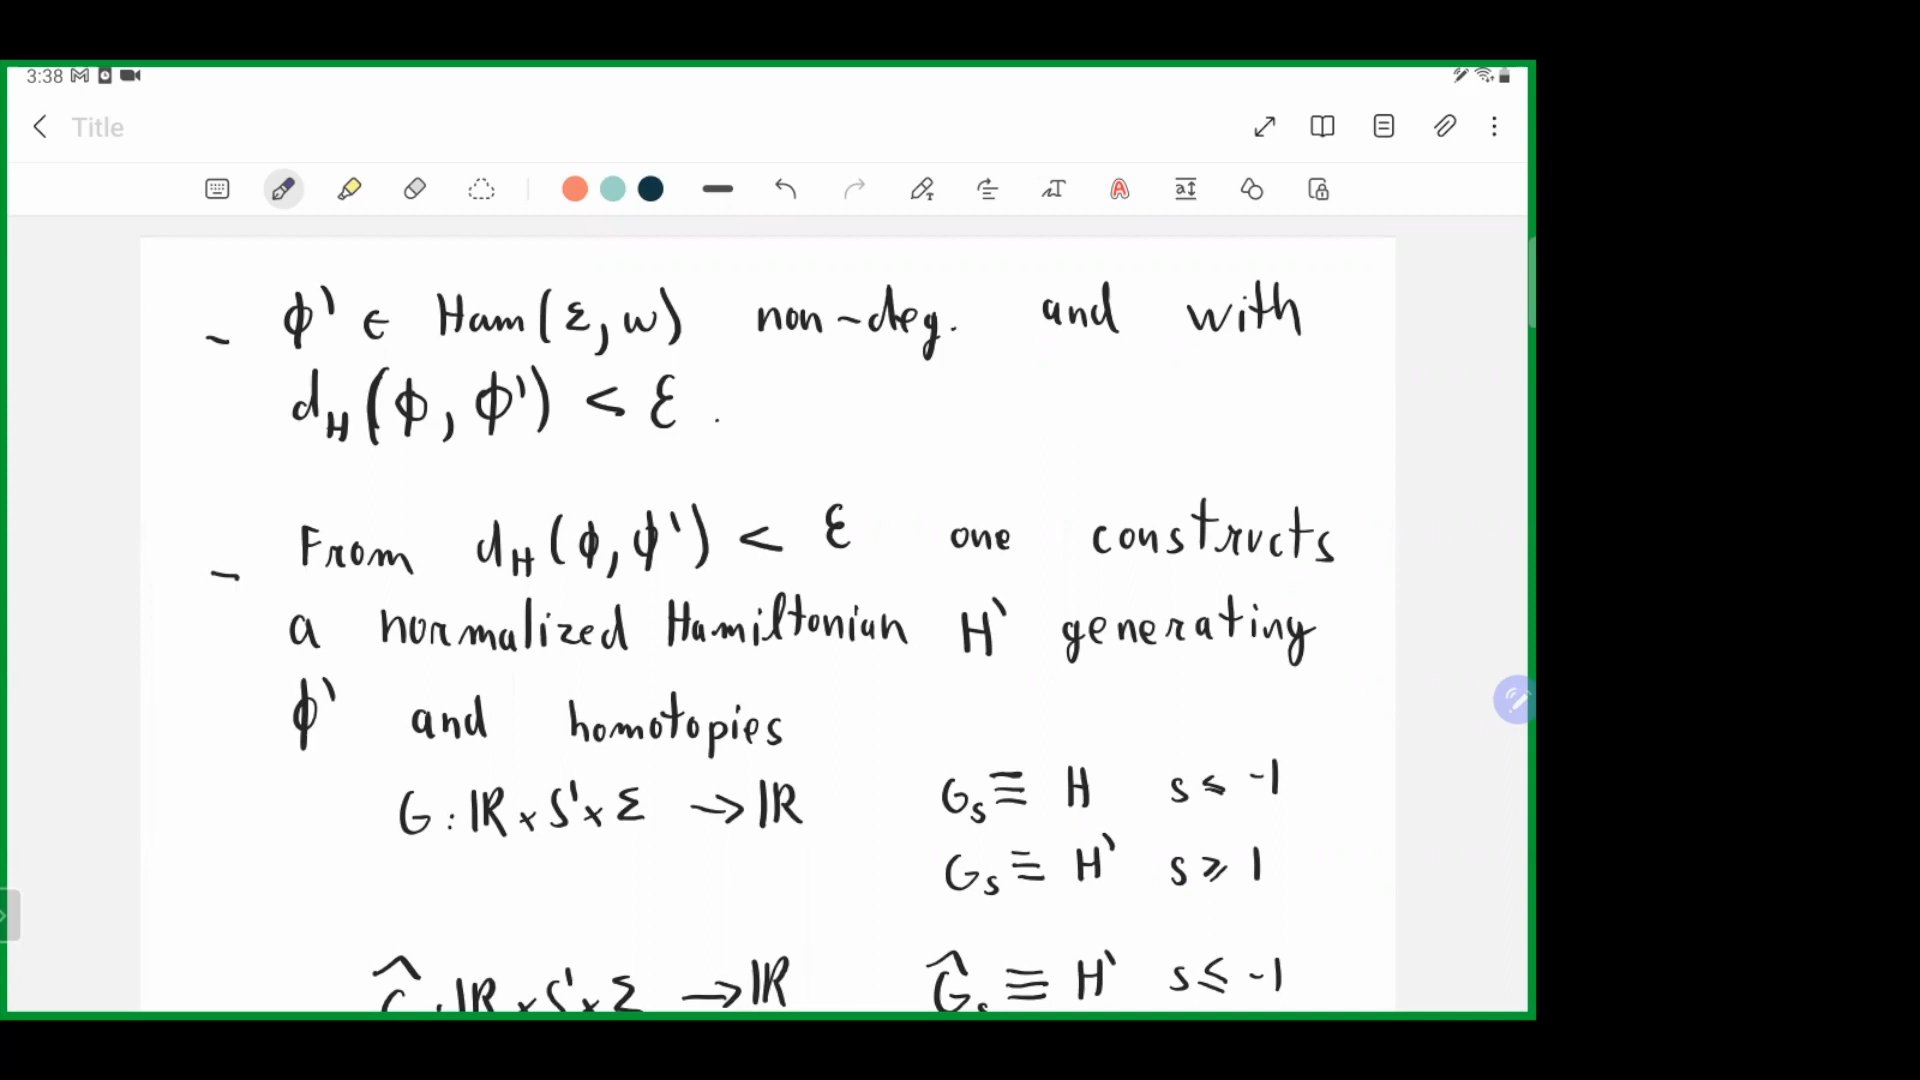 3:38
Title
- ϕ' ∈ Ham(Σ, ω) non-deg. and with
d_H(ϕ, ϕ') < ε.
- From d_H(ϕ, ϕ') < ε one constructs
a normalized Hamiltonian H' generating
ϕ' and homotopies
G : ℝ × S¹ × Σ → ℝ G_s ≡ H s ≤ -1
G_s ≡ H' s ≥ 1
Ĝ : ℝ × S¹ × Σ → ℝ Ĝ_s ≡ H' s ≤ -1